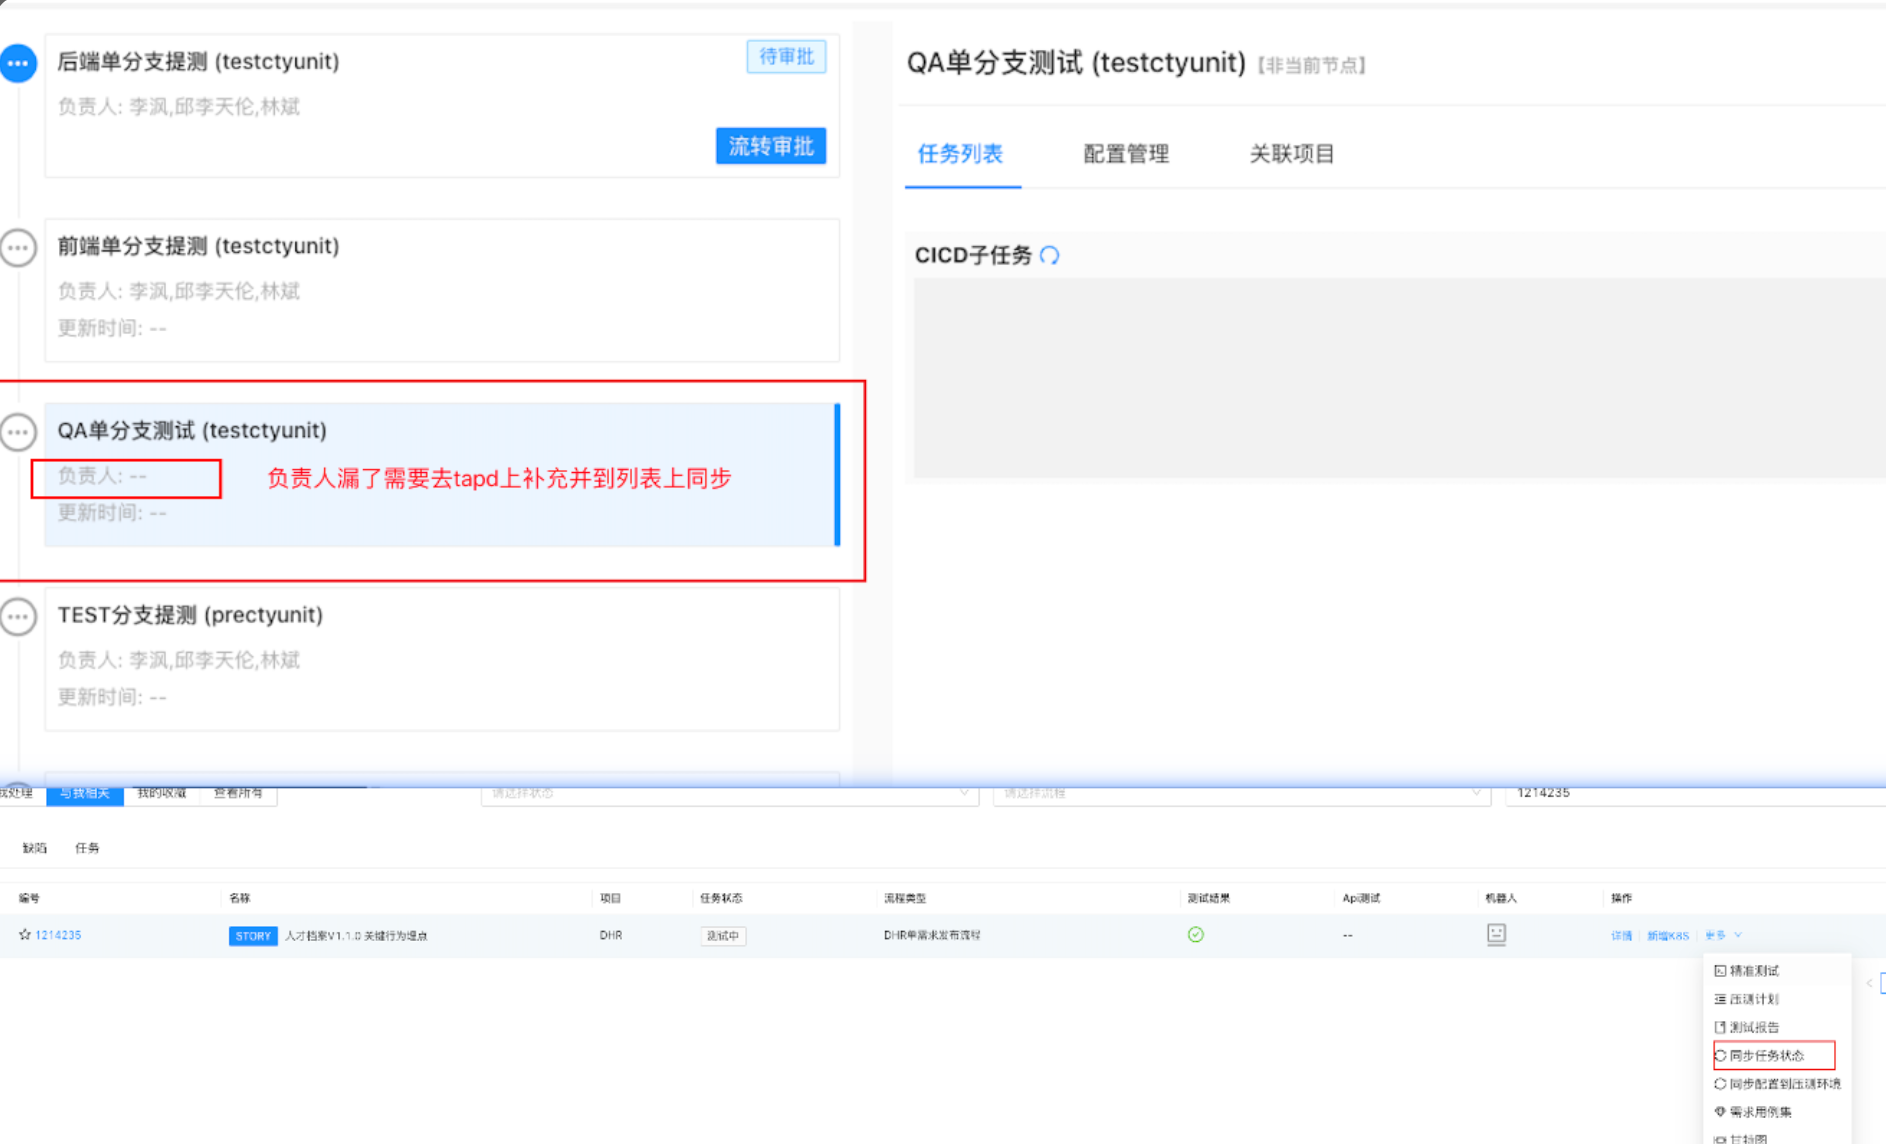 后端单分支提测 (testctyunit)
待审批
负责人: 李沨,邱李天伦,林斌
流转审批
前端单分支提测 (testctyunit)
负责人: 李沨,邱李天伦,林斌
更新时间: --
QA单分支测试 (testctyunit)
负责人: --
负责人漏了需要去tapd上补充并到列表上同步
更新时间: --
TEST分支提测 (prectyunit)
负责人: 李沨,邱李天伦,林斌
更新时间: --
QA单分支测试 (testctyunit) 【非当前节点】
任务列表 配置管理 关联项目
CICD子任务
我处理 与我相关 我的收藏 查看所有 请选择状态 请选择流程 1214235
缺陷 任务
编号 名称 项目 任务状态 流程类型 测试结果 Api测试 机器人 操作
1214235 STORY 人才档案V1.1.0 关键行为埋点 DHR 测试中 DHR单需求发布流程 -- 详情 新增K8S 更多
精准测试
压测计划
测试报告
同步任务状态
同步配置到压测环境
需求用例集
甘特图